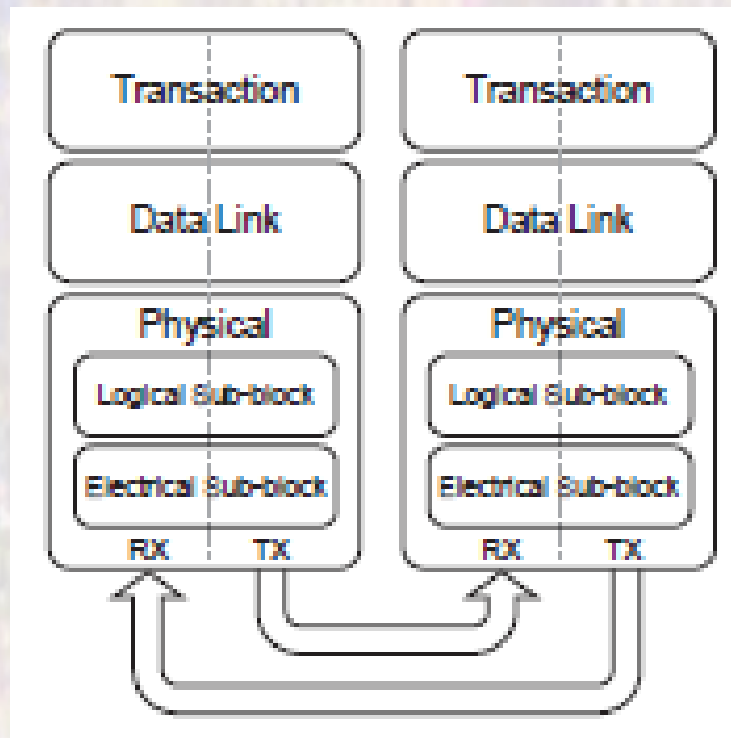 Transaction
Data Link
Physical
Logical Sub-block
Electrical Sub-block
RX TX
Transaction
Data Link
Physical
Logical Sub-block
Electrical Sub-block
RX TX